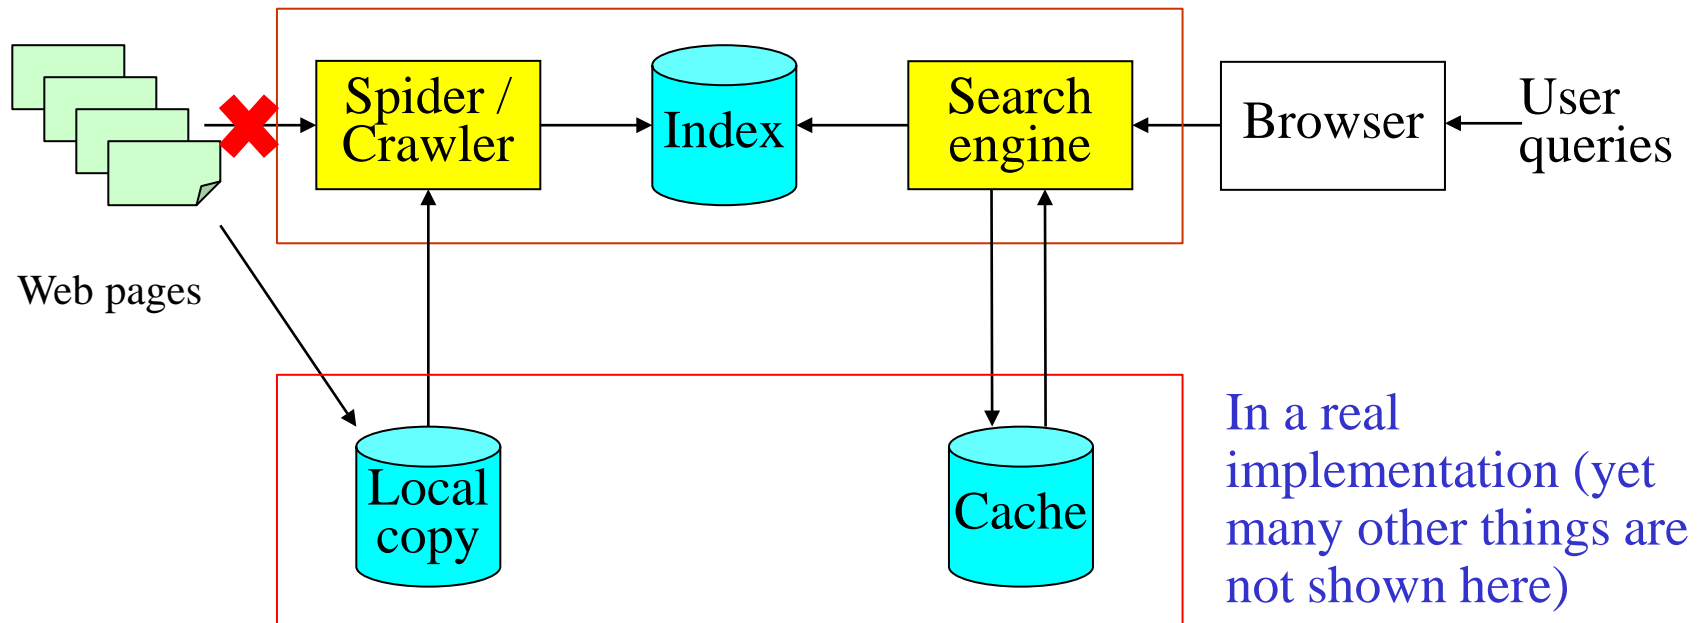 Spider /
Crawler
Index
Search
engine
Browser
User
queries
Web pages
Local
copy
Cache
In a real
implementation (yet
many other things are
not shown here)